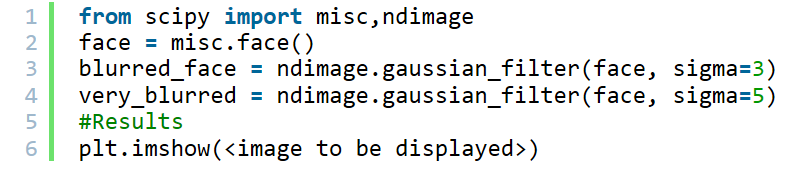 1 from scipy import misc,ndimage
2 face = misc.face()
3 blurred_face = ndimage.gaussian_filter(face, sigma=3)
4 very_blurred = ndimage.gaussian_filter(face, sigma=5)
5 #Results
6 plt.imshow(<image to be displayed>)